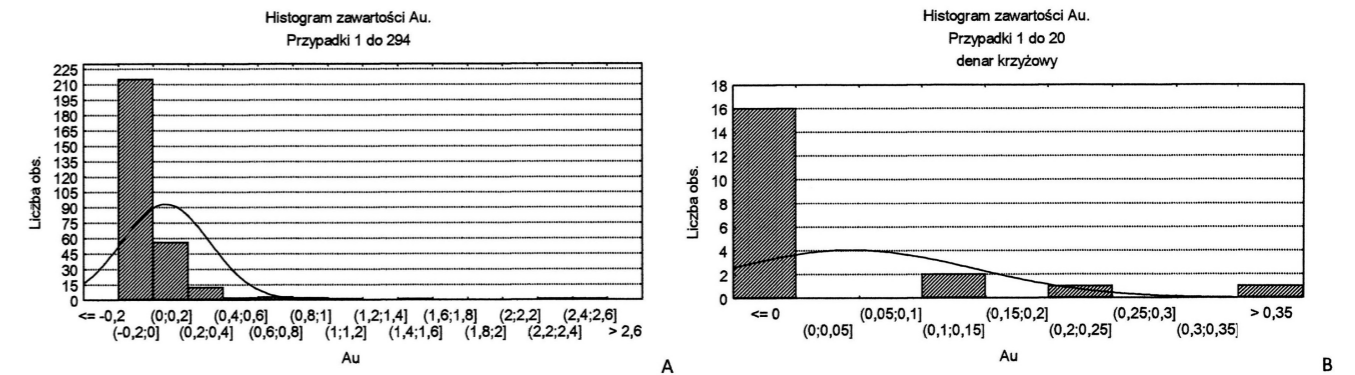 Histogram zawartości Au.
Przypadki 1 do 294
225
210
195
180
165
150
135
120
105
90
75
60
45
30
15
0
Liczba obs.
<= -0,2 (0;0,2] (0,4;0,6] (0,8;1] (1,2;1,4] (1,6;1,8] (2;2,2] (2,4;2,6]
(-0,2;0] (0,2;0,4] (0,6;0,8] (1;1,2] (1,4;1,6] (1,8;2] (2,2;2,4] > 2,6
Au
A
Histogram zawartości Au.
Przypadki 1 do 20
denar krzyżowy
18
16
14
12
10
8
6
4
2
0
Liczba obs.
<= 0 (0,05;0,1] (0,15;0,2] (0,25;0,3] > 0,35
(0;0,05] (0,1;0,15] (0,2;0,25] (0,3;0,35]
Au
B